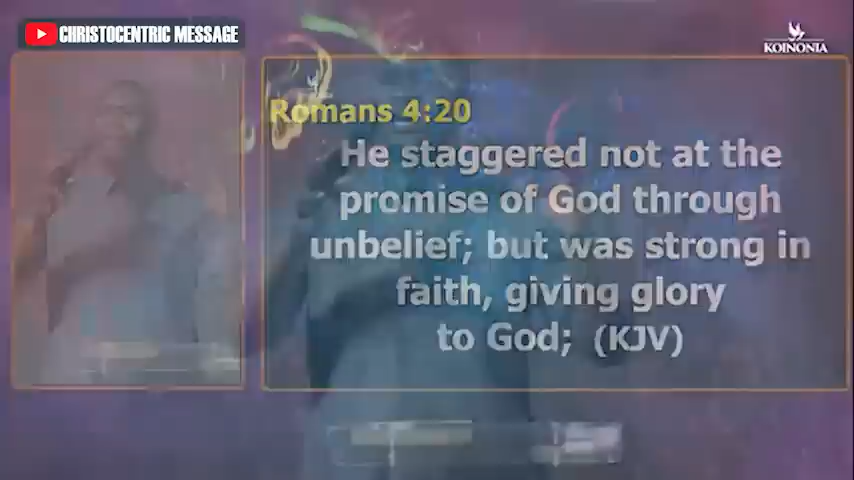 CHRISTOCENTRIC MESSAGE
KOINONIA
Romans 4:20
He staggered not at the
promise of God through
unbelief; but was strong in
faith, giving glory
to God; (KJV)